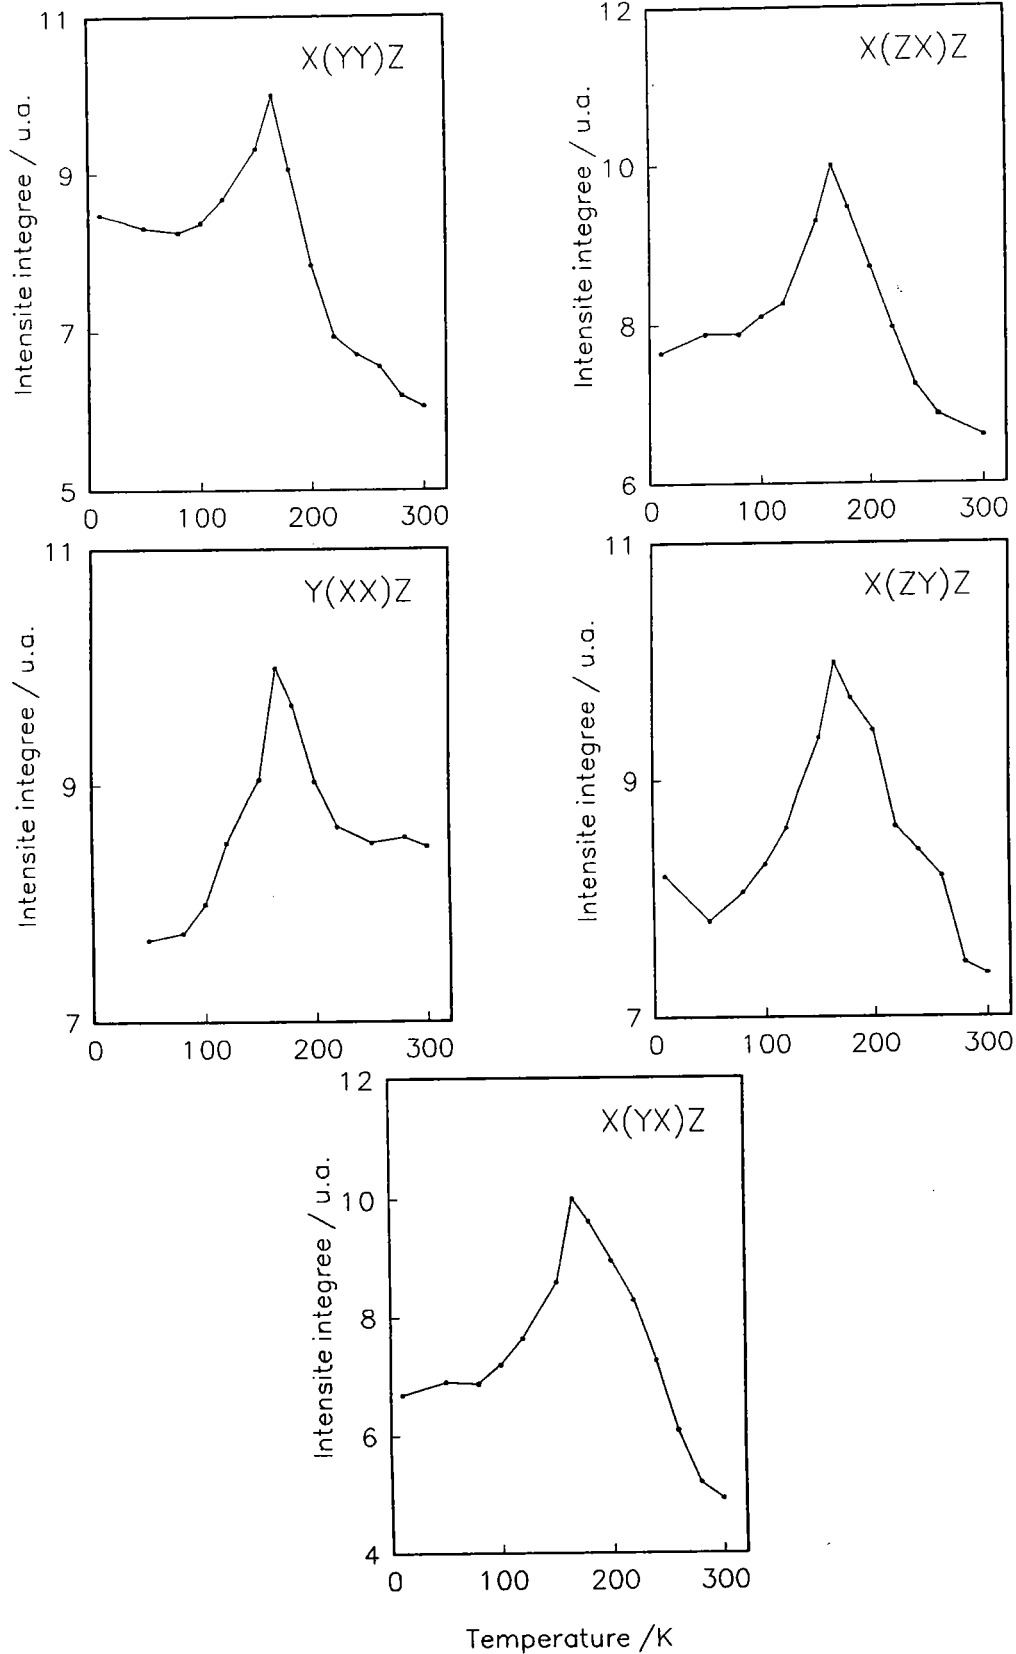 11
X(YY)Z
9
7
5
0 100 200 300
Intensite integree / u.a.
12
X(ZX)Z
10
8
6
0 100 200 300
Intensite integree / u.a.
11
Y(XX)Z
9
7
0 100 200 300
Intensite integree / u.a.
11
X(ZY)Z
9
7
0 100 200 300
Intensite integree / u.a.
12
X(YX)Z
10
8
6
4
0 100 200 300
Intensite integree / u.a.
Temperature /K